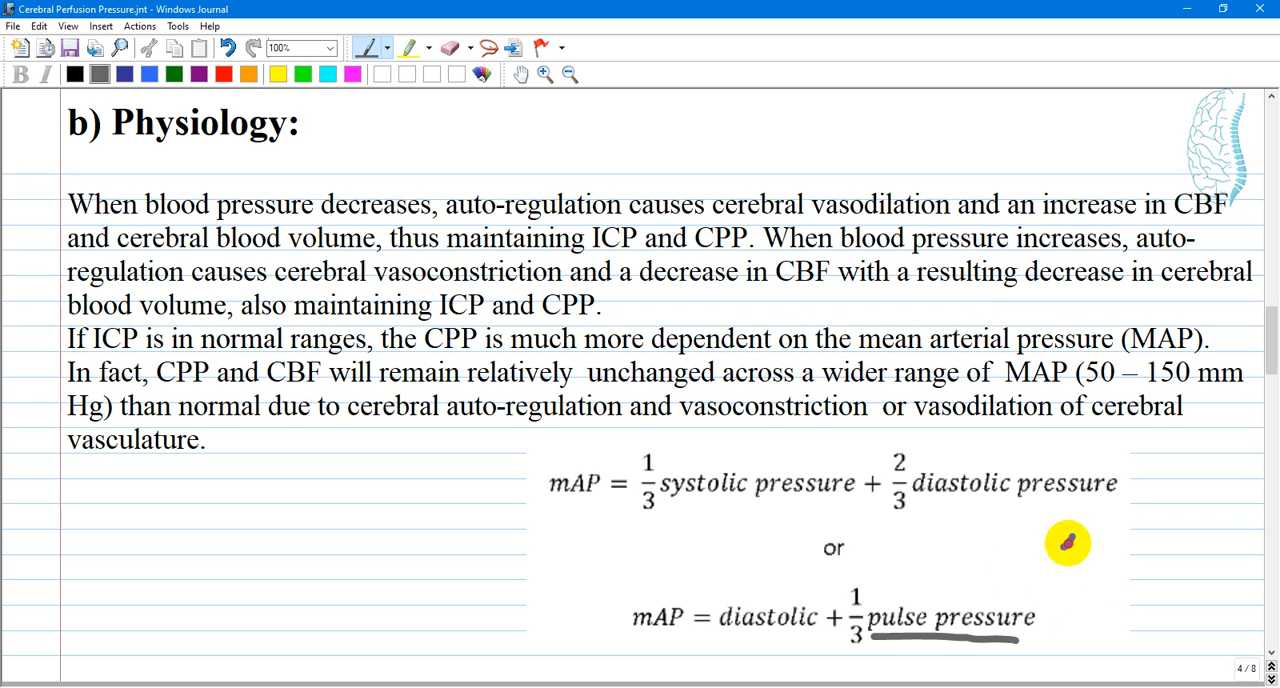 Cerebral Perfusion Pressure.jnt - Windows Journal
File Edit View Insert Actions Tools Help
100%
B I
b) Physiology:
When blood pressure decreases, auto-regulation causes cerebral vasodilation and an increase in CBF
and cerebral blood volume, thus maintaining ICP and CPP. When blood pressure increases, auto-
regulation causes cerebral vasoconstriction and a decrease in CBF with a resulting decrease in cerebral
blood volume, also maintaining ICP and CPP.
If ICP is in normal ranges, the CPP is much more dependent on the mean arterial pressure (MAP).
In fact, CPP and CBF will remain relatively unchanged across a wider range of MAP (50 – 150 mm
Hg) than normal due to cerebral auto-regulation and vasoconstriction or vasodilation of cerebral
vasculature.
mAP = 1/3 systolic pressure + 2/3 diastolic pressure
or
mAP = diastolic + 1/3 pulse pressure
4 / 8